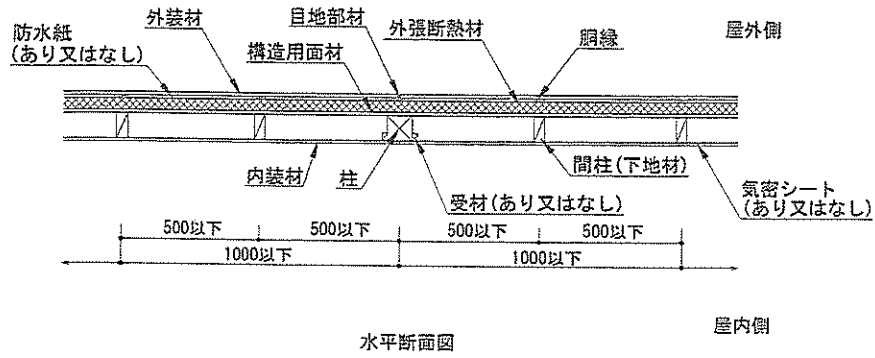 防水紙
(あり又はなし)
外装材
構造用面材
目地部材
外張断熱材
胴縁
屋外側
内装材
柱
受材(あり又はなし)
間柱(下地材)
気密シート
(あり又はなし)
500以下
500以下
500以下
500以下
1000以下
1000以下
水平断面図
屋内側